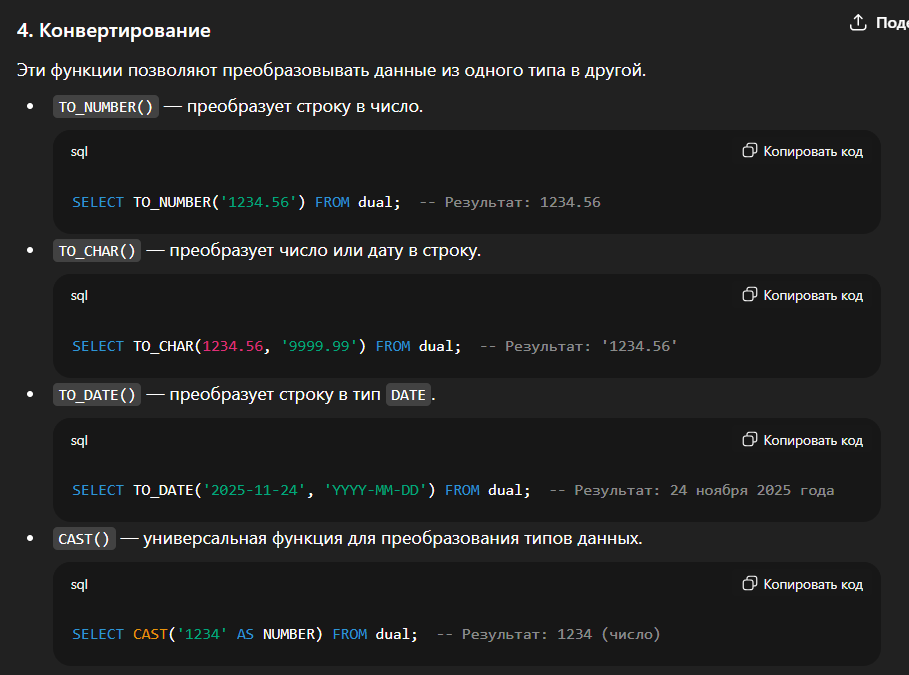 4. Конвертирование
Поде
Эти функции позволяют преобразовывать данные из одного типа в другой.
• TO_NUMBER() — преобразует строку в число.
sql
Копировать код
SELECT TO_NUMBER('1234.56') FROM dual;  -- Результат: 1234.56
• TO_CHAR() — преобразует число или дату в строку.
sql
Копировать код
SELECT TO_CHAR(1234.56, '9999.99') FROM dual;  -- Результат: '1234.56'
• TO_DATE() — преобразует строку в тип DATE.
sql
Копировать код
SELECT TO_DATE('2025-11-24', 'YYYY-MM-DD') FROM dual;  -- Результат: 24 ноября 2025 года
• CAST() — универсальная функция для преобразования типов данных.
sql
Копировать код
SELECT CAST('1234' AS NUMBER) FROM dual;  -- Результат: 1234 (число)